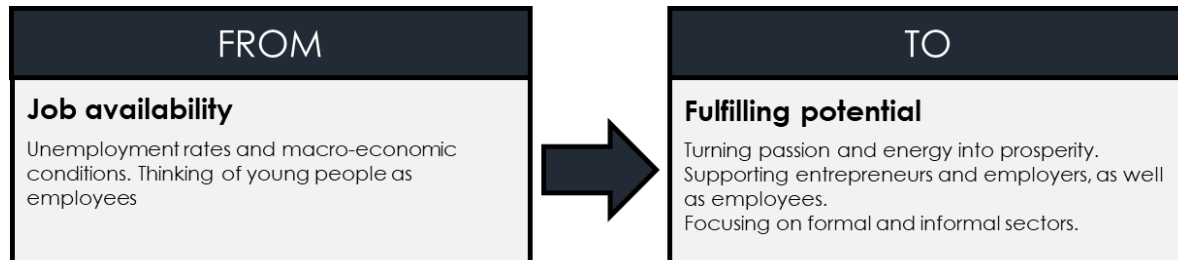 FROM
Job availability
Unemployment rates and macro-economic
conditions. Thinking of young people as
employees
TO
Fulfilling potential
Turning passion and energy into prosperity.
Supporting entrepreneurs and employers, as well
as employees.
Focusing on formal and informal sectors.